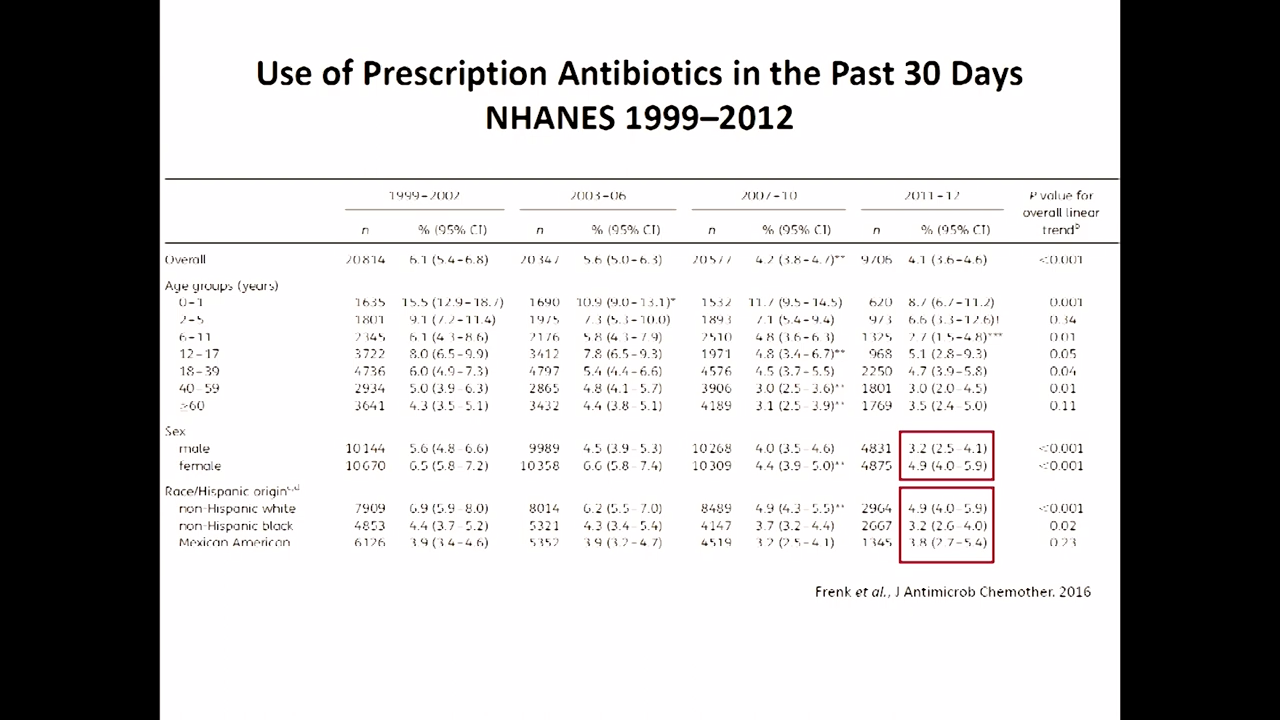 Use of Prescription Antibiotics in the Past 30 Days
NHANES 1999–2012
1999–2002 2003–06 2007–10 2011–12 P value for overall linear trendᵇ
n % (95% CI) n % (95% CI) n % (95% CI) n % (95% CI)
Overall 20814 6.1 (5.4–6.8) 20347 5.6 (5.0–6.3) 20577 4.2 (3.8–4.7)** 9706 4.1 (3.6–4.6) <0.001
Age groups (years)
0–1 1635 15.5 (12.9–18.7) 1690 10.9 (9.0–13.1)* 1532 11.7 (9.5–14.5) 620 8.7 (6.7–11.2) 0.001
2–5 1801 9.1 (7.2–11.4) 1975 7.3 (5.3–10.0) 1893 7.1 (5.4–9.4) 973 6.6 (3.3–12.6)! 0.34
6–11 2345 6.1 (4.3–8.6) 2176 5.8 (4.3–7.9) 2510 4.8 (3.6–6.3) 1325 2.7 (1.5–4.8)*** 0.01
12–17 3722 8.0 (6.5–9.9) 3412 7.8 (6.5–9.3) 1971 4.8 (3.4–6.7)** 968 5.1 (2.8–9.3) 0.05
18–39 4736 6.0 (4.9–7.3) 4797 5.4 (4.4–6.6) 4576 4.5 (3.7–5.5) 2250 4.7 (3.9–5.8) 0.04
40–59 2934 5.0 (3.9–6.3) 2865 4.8 (4.1–5.7) 3906 3.0 (2.5–3.6)** 1801 3.0 (2.0–4.5) 0.01
≥60 3641 4.3 (3.5–5.1) 3432 4.4 (3.8–5.1) 4189 3.1 (2.5–3.9)** 1769 3.5 (2.4–5.0) 0.11
Sex
male 10144 5.6 (4.8–6.6) 9989 4.5 (3.9–5.3) 10268 4.0 (3.5–4.6) 4831 3.2 (2.5–4.1) <0.001
female 10670 6.5 (5.8–7.2) 10358 6.6 (5.8–7.4) 10309 4.4 (3.9–5.0)** 4875 4.9 (4.0–5.9) <0.001
Race/Hispanic originᶜ,ᵈ
non-Hispanic white 7909 6.9 (5.9–8.0) 8014 6.2 (5.5–7.0) 8489 4.9 (4.3–5.5)** 2964 4.9 (4.0–5.9) <0.001
non-Hispanic black 4853 4.4 (3.7–5.2) 5321 4.3 (3.4–5.4) 4147 3.7 (3.2–4.4) 2667 3.2 (2.6–4.0) 0.02
Mexican American 6126 3.9 (3.4–4.6) 5352 3.9 (3.2–4.7) 4519 3.2 (2.5–4.1) 1345 3.8 (2.7–5.4) 0.23
Frenk et al., J Antimicrob Chemother. 2016